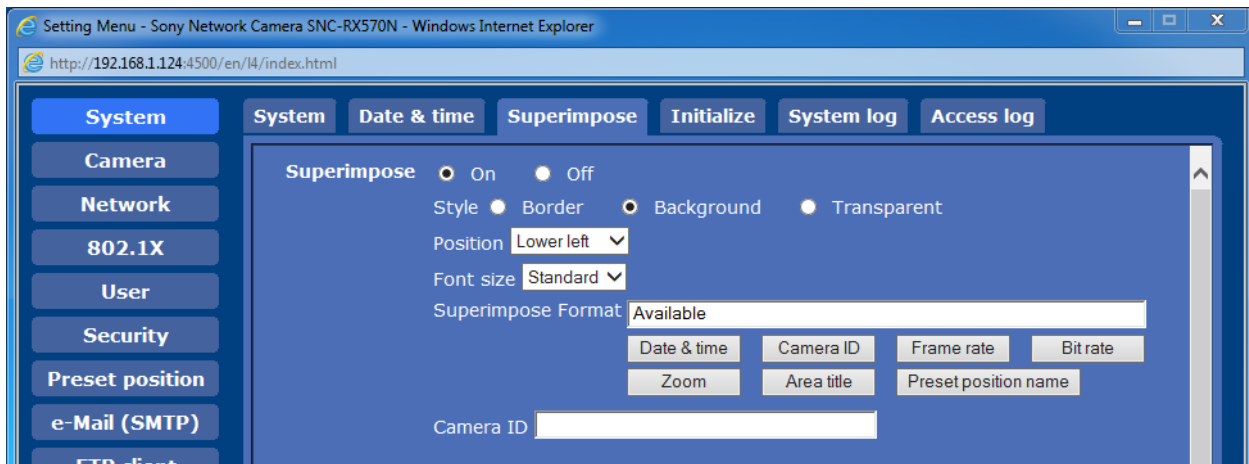 Setting Menu - Sony Network Camera SNC-RX570N - Windows Internet Explorer
http://192.168.1.124:4500/en/l4/index.html
System
Camera
Network
802.1X
User
Security
Preset position
e-Mail (SMTP)
FTP client
System Date & time Superimpose Initialize System log Access log
Superimpose On Off
Style Border Background Transparent
Position Lower left
Font size Standard
Superimpose Format Available
Date & time Camera ID Frame rate Bit rate
Zoom Area title Preset position name
Camera ID